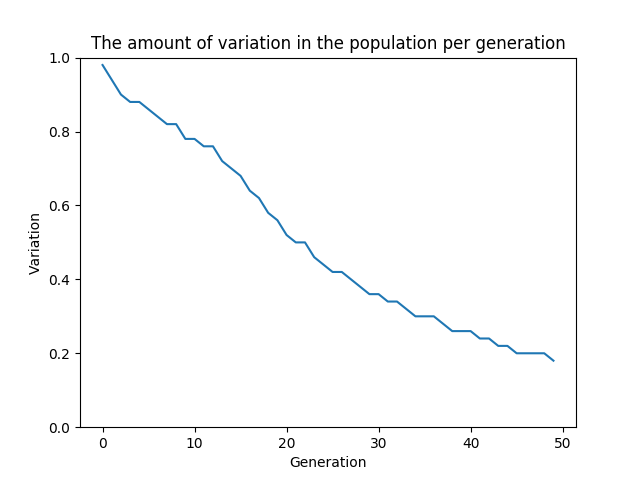 The amount of variation in the population per generation
1.0
0.8
0.6
0.4
0.2
0.0
Variation
0 10 20 30 40 50
Generation